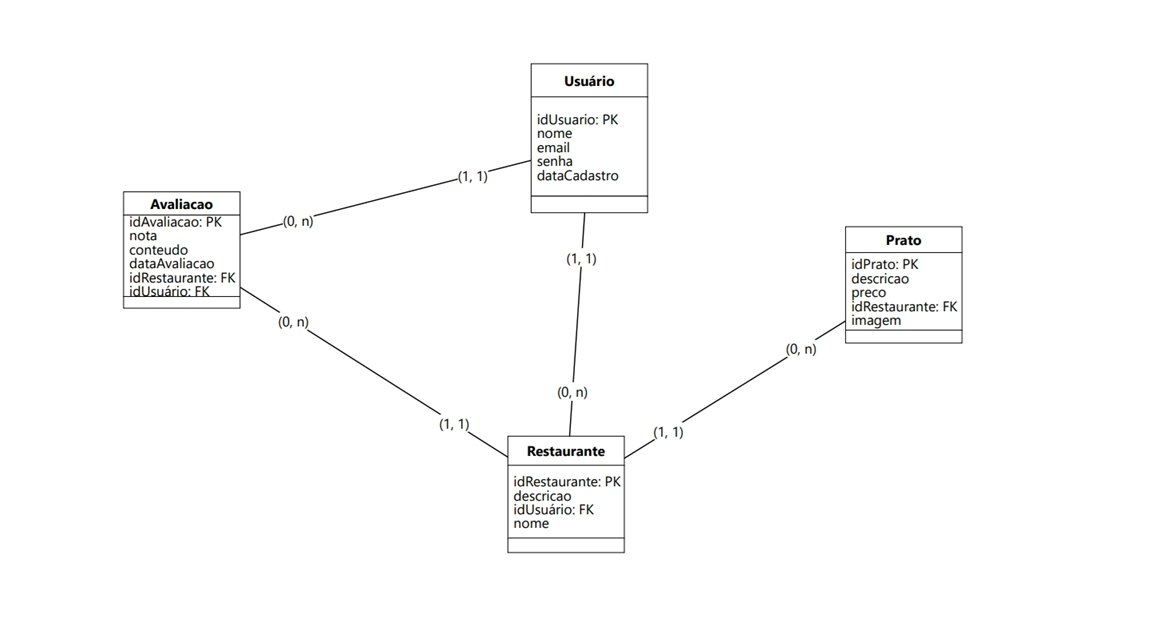 Usuário
idUsuario: PK
nome
email
senha
dataCadastro
(1, 1)
(0, n)
Avaliacao
idAvaliacao: PK
nota
conteudo
dataAvaliacao
idRestaurante: FK
idUsuário: FK
(1, 1)
Prato
idPrato: PK
descricao
preco
idRestaurante: FK
imagem
(0, n)
(0, n)
(0, n)
(1, 1)
(1, 1)
Restaurante
idRestaurante: PK
descricao
idUsuário: FK
nome